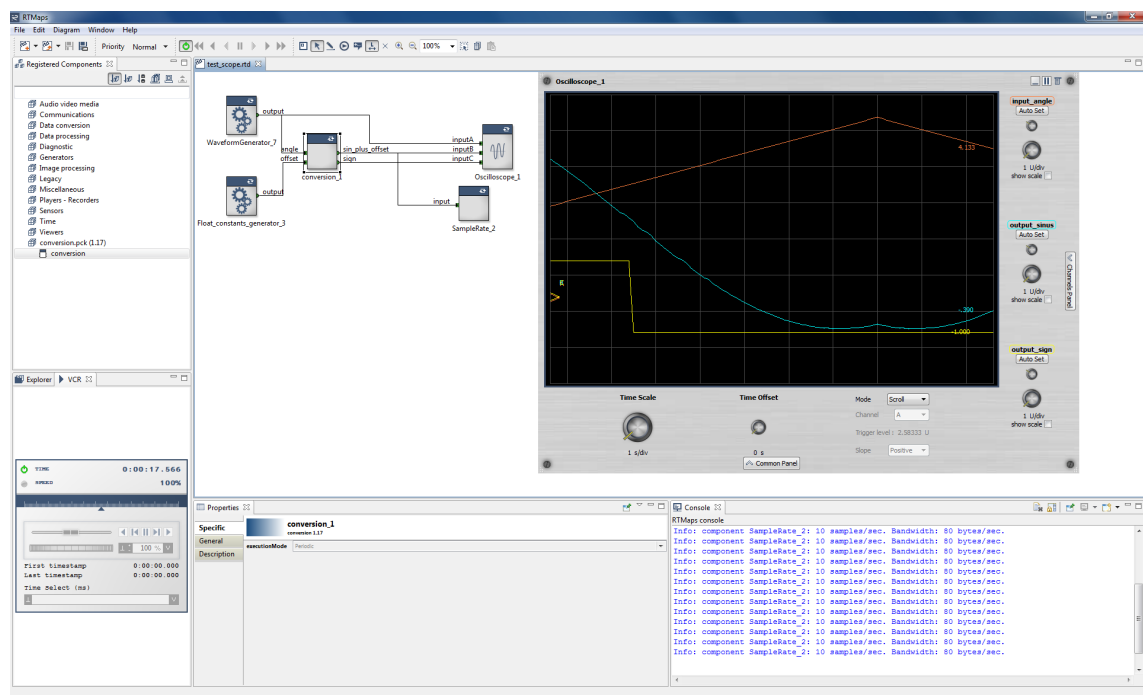 RTMaps
File Edit Diagram Window Help
Priority Normal
100%
Registered Components
Audio video media
Communications
Data conversion
Data processing
Diagnostic
Generators
Image processing
Legacy
Miscellaneous
Players - Recorders
Sensors
Time
Viewers
conversion.pck (1.17)
conversion
test_scope.rtd
output
WaveformGenerator_7
angle
offset
sin_plus_offset
sign
conversion_1
output
Float_constants_generator_3
inputA
inputB
inputC
Oscilloscope_1
input
SampleRate_2
Oscilloscope_1
4.133
-.390
-1.000
input_angle
Auto Set
1 U/div
show scale
output_sinus
Auto Set
1 U/div
show scale
Channels Panel
output_sign
Auto Set
1 U/div
show scale
Time Scale
1 s/div
Time Offset
0 s
Common Panel
Mode Scroll
Channel A
Trigger level : 2.58333 U
Slope Positive
Explorer VCR
TIME 0:00:17.566
SPEED 100%
100 %
First timestamp 0:00:00.000
Last timestamp 0:00:00.000
Time Select (ms)
Properties
Specific
General
Description
conversion_1
conversion 1.17
executionMode Periodic
Console
RTMaps console
Info: component SampleRate_2: 10 samples/sec. Bandwidth: 80 bytes/sec.
Info: component SampleRate_2: 10 samples/sec. Bandwidth: 80 bytes/sec.
Info: component SampleRate_2: 10 samples/sec. Bandwidth: 80 bytes/sec.
Info: component SampleRate_2: 10 samples/sec. Bandwidth: 80 bytes/sec.
Info: component SampleRate_2: 10 samples/sec. Bandwidth: 80 bytes/sec.
Info: component SampleRate_2: 10 samples/sec. Bandwidth: 80 bytes/sec.
Info: component SampleRate_2: 10 samples/sec. Bandwidth: 80 bytes/sec.
Info: component SampleRate_2: 10 samples/sec. Bandwidth: 80 bytes/sec.
Info: component SampleRate_2: 10 samples/sec. Bandwidth: 80 bytes/sec.
Info: component SampleRate_2: 10 samples/sec. Bandwidth: 80 bytes/sec.
Info: component SampleRate_2: 10 samples/sec. Bandwidth: 80 bytes/sec.
Info: component SampleRate_2: 10 samples/sec. Bandwidth: 80 bytes/sec.
Info: component SampleRate_2: 10 samples/sec. Bandwidth: 80 bytes/sec.